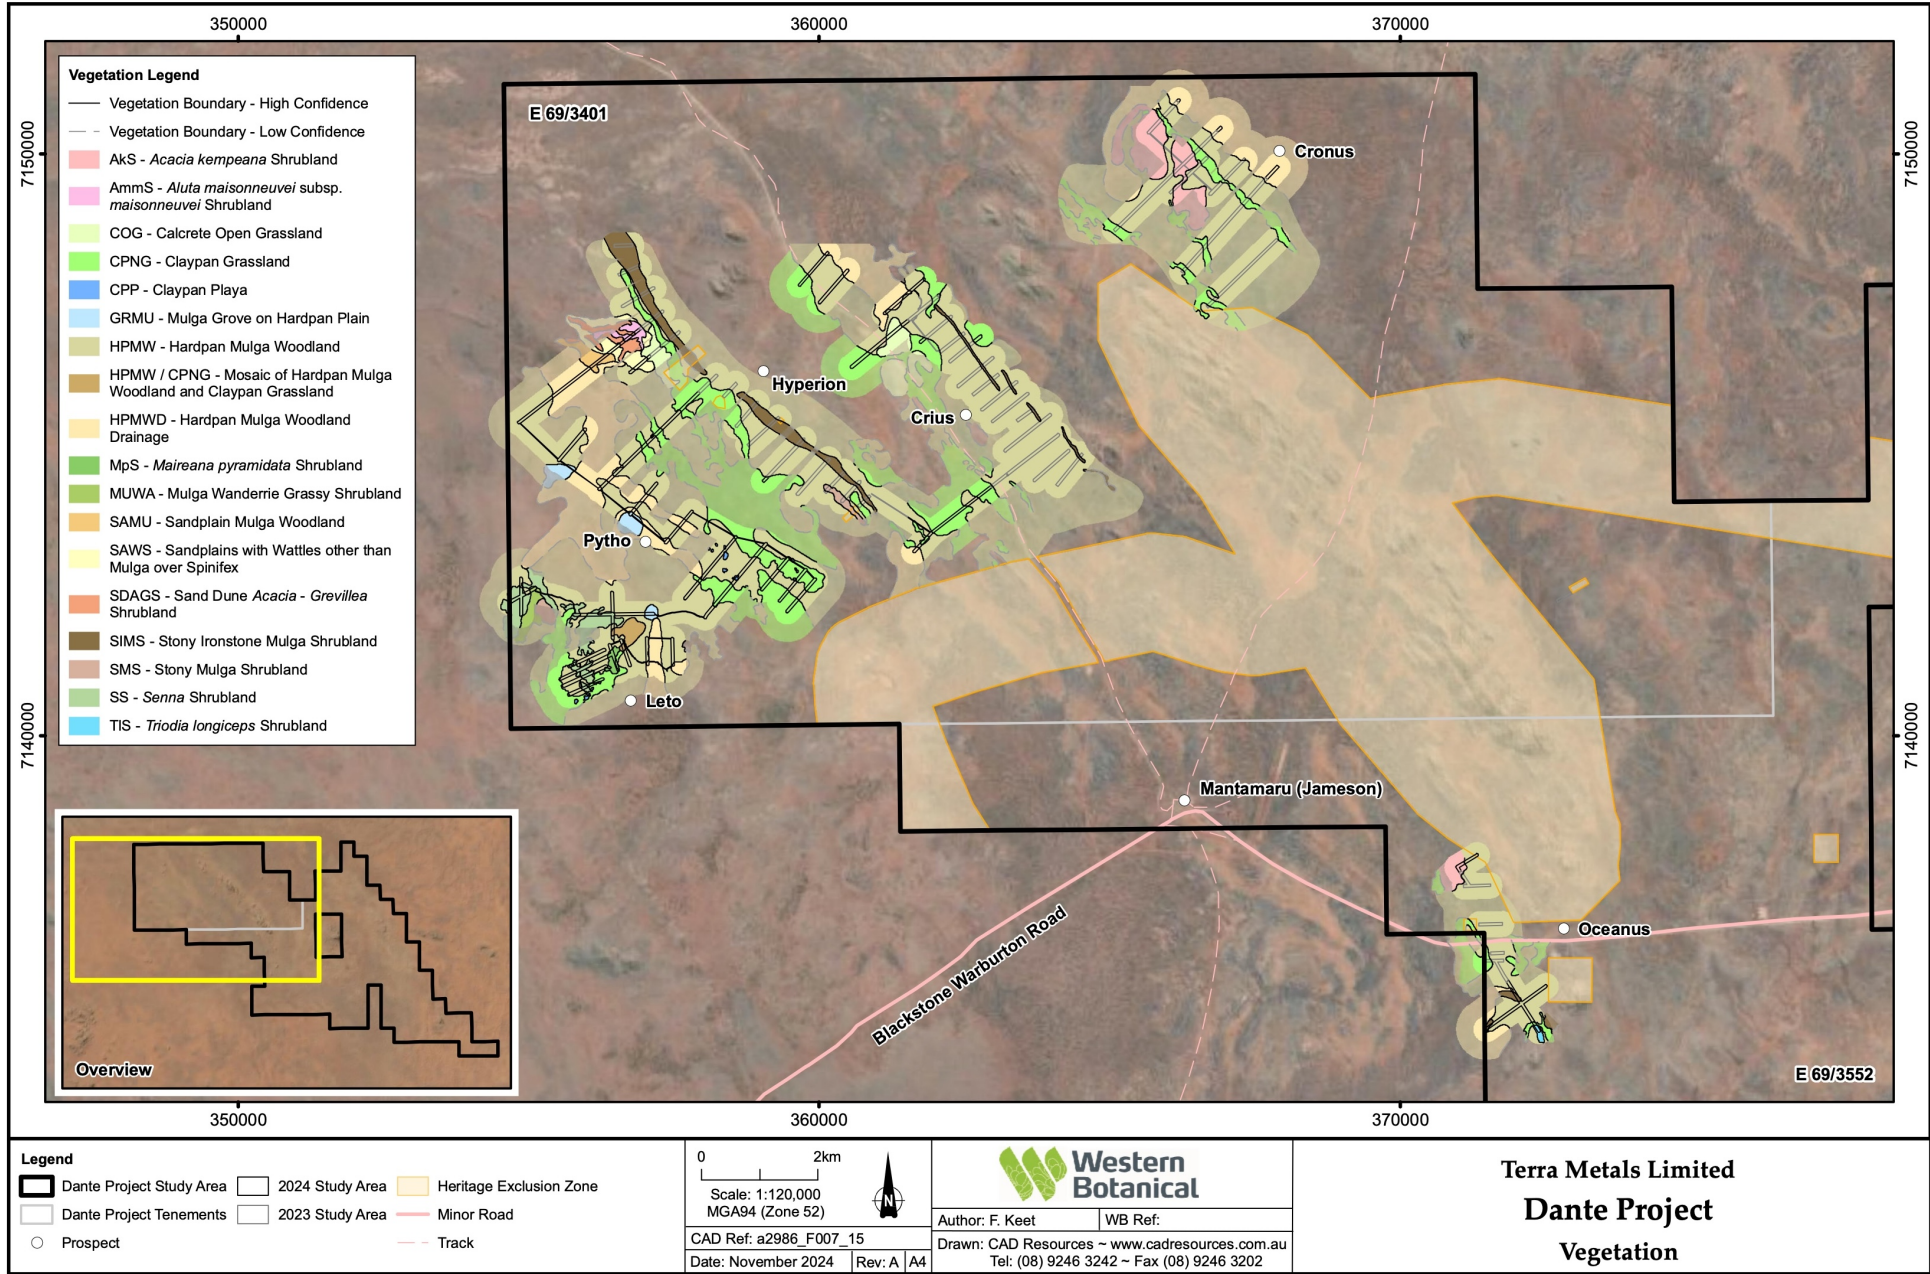 350000
360000
370000
7150000
7140000
7150000
7140000
Vegetation Legend
Vegetation Boundary - High Confidence
Vegetation Boundary - Low Confidence
AkS - Acacia kempeana Shrubland
AmmS - Aluta maisonneuvei subsp.
maisonneuvei Shrubland
COG - Calcrete Open Grassland
CPNG - Claypan Grassland
CPP - Claypan Playa
GRMU - Mulga Grove on Hardpan Plain
HPMW - Hardpan Mulga Woodland
HPMW / CPNG - Mosaic of Hardpan Mulga
Woodland and Claypan Grassland
HPMWD - Hardpan Mulga Woodland
Drainage
MpS - Maireana pyramidata Shrubland
MUWA - Mulga Wanderrie Grassy Shrubland
SAMU - Sandplain Mulga Woodland
SAWS - Sandplains with Wattles other than
Mulga over Spinifex
SDAGS - Sand Dune Acacia - Grevillea
Shrubland
SIMS - Stony Ironstone Mulga Shrubland
SMS - Stony Mulga Shrubland
SS - Senna Shrubland
TIS - Triodia longiceps Shrubland
E 69/3401
Cronus
Hyperion
Crius
Pytho
Leto
Mantamaru (Jameson)
Oceanus
Blackstone Warburton Road
E 69/3552
Overview
350000
360000
370000
Legend
Dante Project Study Area
2024 Study Area
Heritage Exclusion Zone
Dante Project Tenements
2023 Study Area
Minor Road
Prospect
Track
0 2km
Scale: 1:120,000
MGA94 (Zone 52)
N
CAD Ref: a2986_F007_15
Date: November 2024
Rev: A
A4
Western
Botanical
Author: F. Keet
WB Ref:
Drawn: CAD Resources ~ www.cadresources.com.au
Tel: (08) 9246 3242 ~ Fax (08) 9246 3202
Terra Metals Limited
Dante Project
Vegetation